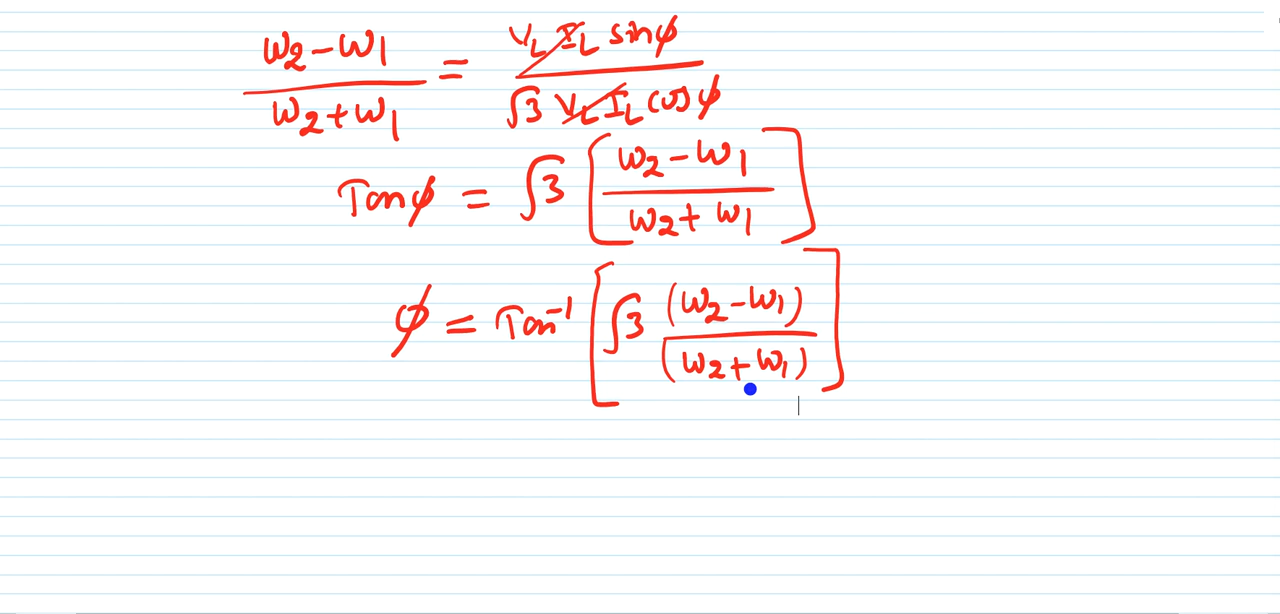 W2-W1 / W2+W1 = VL IL sinφ / √3 VL IL cosφ
Tanφ = √3 [W2-W1 / W2+W1]
φ = Tan⁻¹ [√3 (W2-W1) / (W2+W1)]